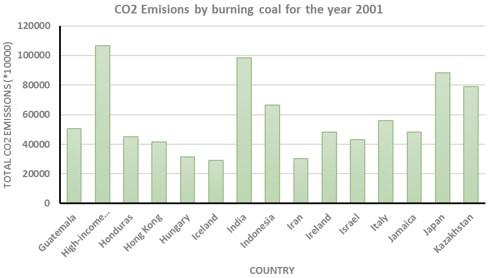 CO2 Emisions by burning coal for the year 2001
TOTAL CO2 EMISSIONS (*10000)
120000
100000
80000
60000
40000
20000
0
Guatemala
High-income...
Honduras
Hong Kong
Hungary
Iceland
India
Indonesia
Iran
Ireland
Israel
Italy
Jamaica
Japan
Kazakhstan
COUNTRY